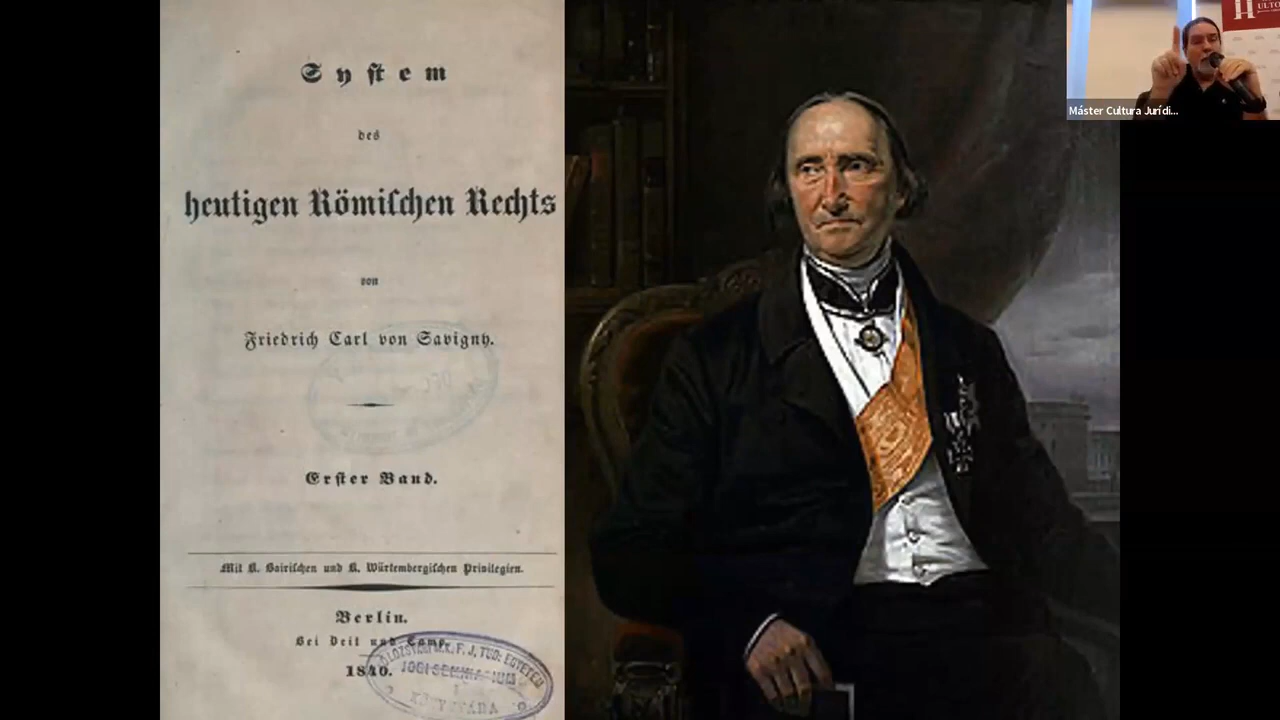 System
des
heutigen Römischen Rechts
von
Friedrich Carl von Savigny.
Erster Band.
Mit K. Bairischen und K. Würtembergischen Privilegien.
Berlin.
Bei Veit und Comp.
1840.
Máster Cultura Jurídi...